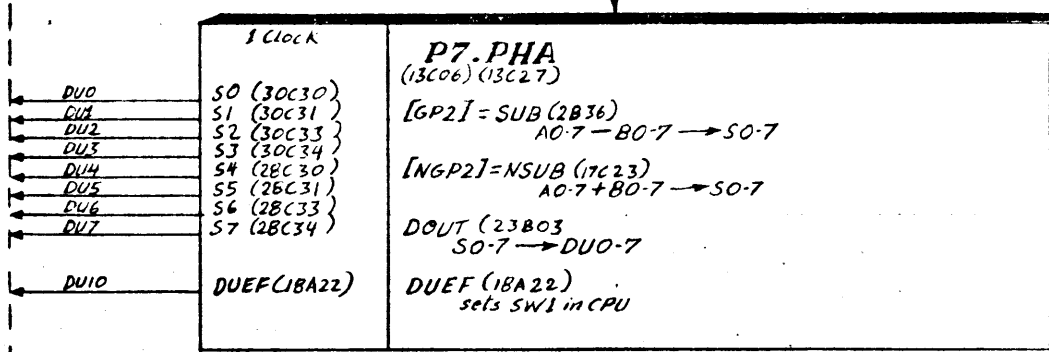 1 Clock
P7.PHA
(13C06) (13C27)
DU0 S0 (30C30)
DU1 S1 (30C31)
DU2 S2 (30C33)
DU3 S3 (30C34)
DU4 S4 (28C30)
DU5 S5 (28C31)
DU6 S6 (28C33)
DU7 S7 (28C34)
DU10 DUEF (18A22)
[GP2] = SUB (2B36)
A0-7 — B0-7 → S0-7
[NGP2] = NSUB (17C23)
A0-7 + B0-7 → S0-7
DOUT (23B03
S0-7 → DU0-7
DUEF (18A22)
sets SW1 in CPU